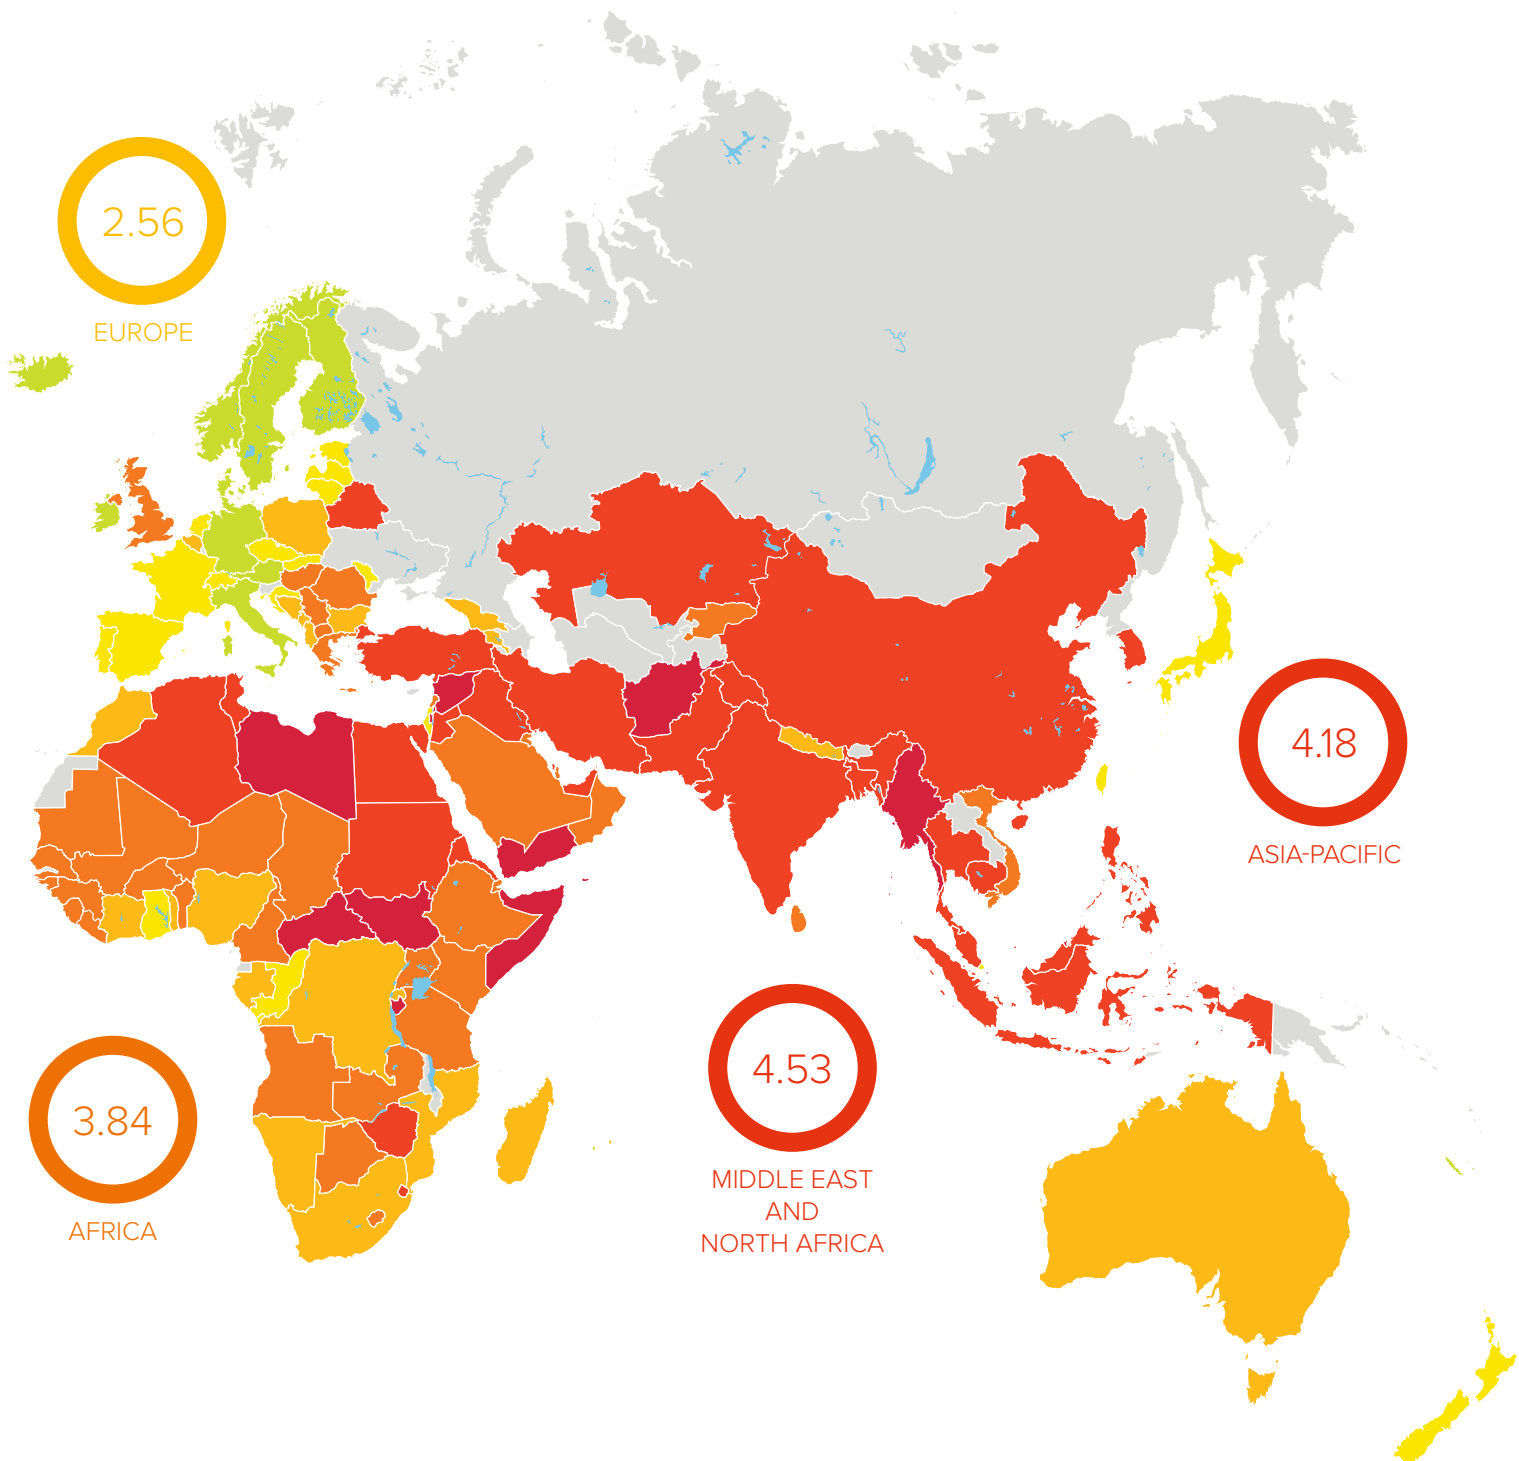 2.56
EUROPE
4.18
ASIA-PACIFIC
4.53
MIDDLE EAST
AND
NORTH AFRICA
3.84
AFRICA